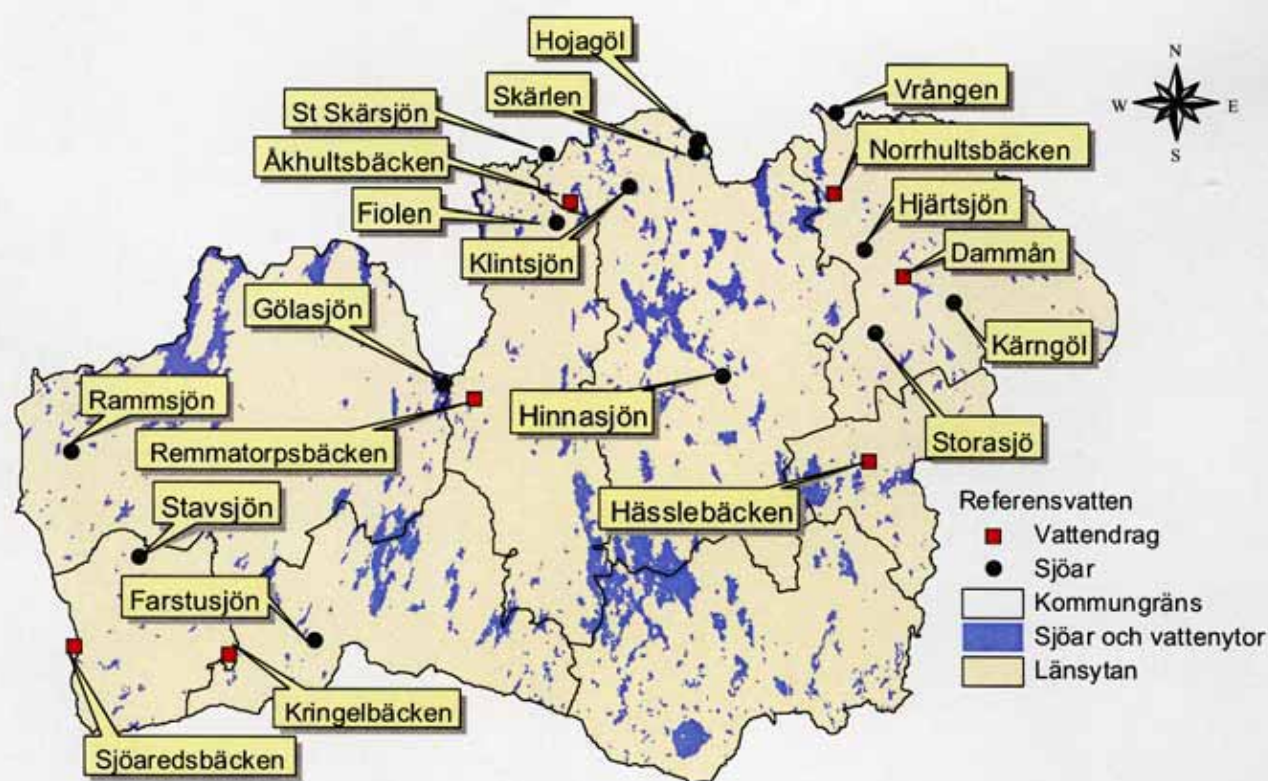 Hojagöl
N
W
E
S
Skärlen
Vrången
St Skärsjön
Norrhultsbäcken
Åkhultsbäcken
Hjärtsjön
Fiolen
Dammån
Klintsjön
Gölasjön
Kärngöl
Rammsjön
Hinnasjön
Storasjö
Remmatorpsbäcken
Stavsjön
Hässlebäcken
Referensvatten
Vattendrag
Sjöar
Farstusjön
Kommungräns
Sjöar och vattenytor
Länsytan
Kringelbäcken
Sjöaredsbäcken